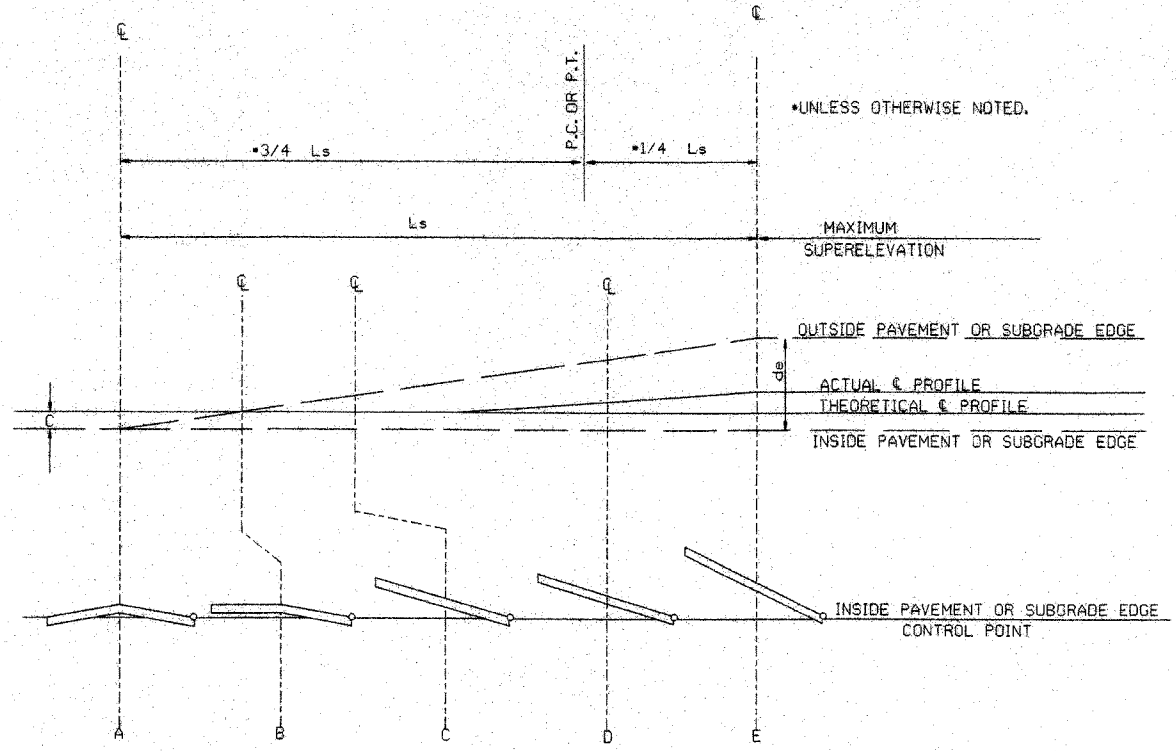 ℄
℄
P.C. OR P.T.
*UNLESS OTHERWISE NOTED.
*3/4 Ls
*1/4 Ls
Ls
MAXIMUM
SUPERELEVATION
℄
℄
℄
OUTSIDE PAVEMENT OR SUBGRADE EDGE
de
ACTUAL ℄ PROFILE
THEORETICAL ℄ PROFILE
C
INSIDE PAVEMENT OR SUBGRADE EDGE
INSIDE PAVEMENT OR SUBGRADE EDGE
CONTROL POINT
A
B
C
D
E